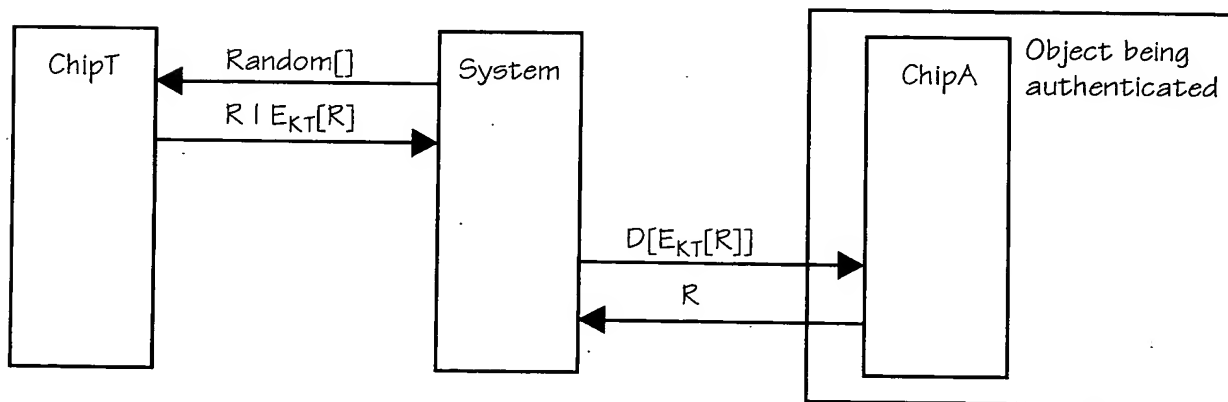 ChipT
Random[]
R | E_KT[R]
System
D[E_KT[R]]
R
ChipA
Object being
authenticated